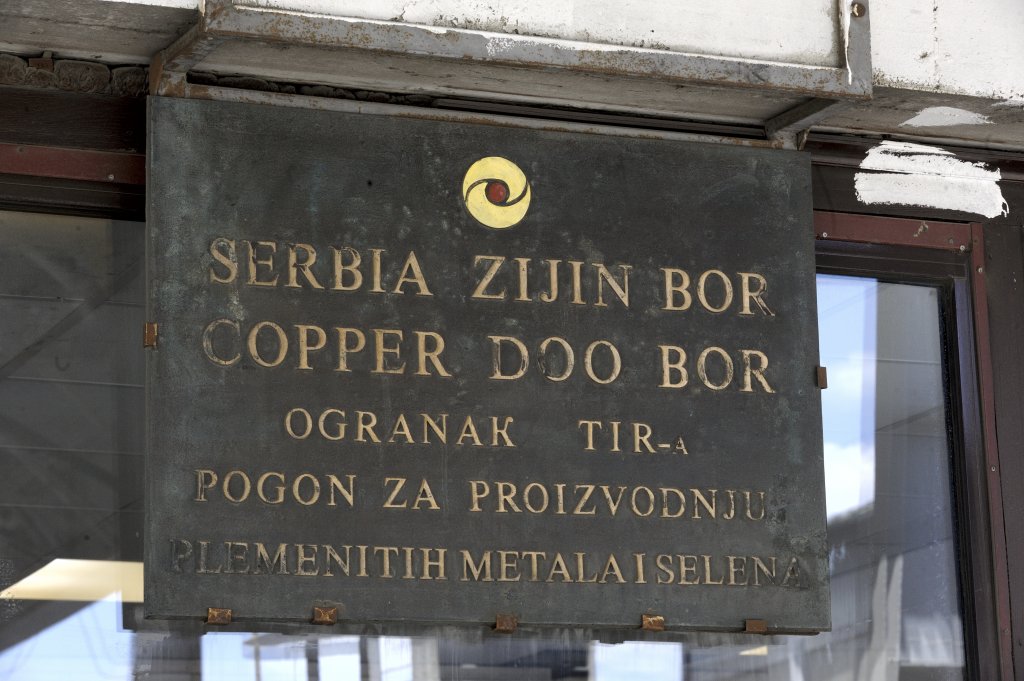 SERBIA ZIJIN BOR
COPPER DOO BOR
OGRANAK TIR-A
POGON ZA PROIZVODNJU
PLEMENITIH METALA I SELENA